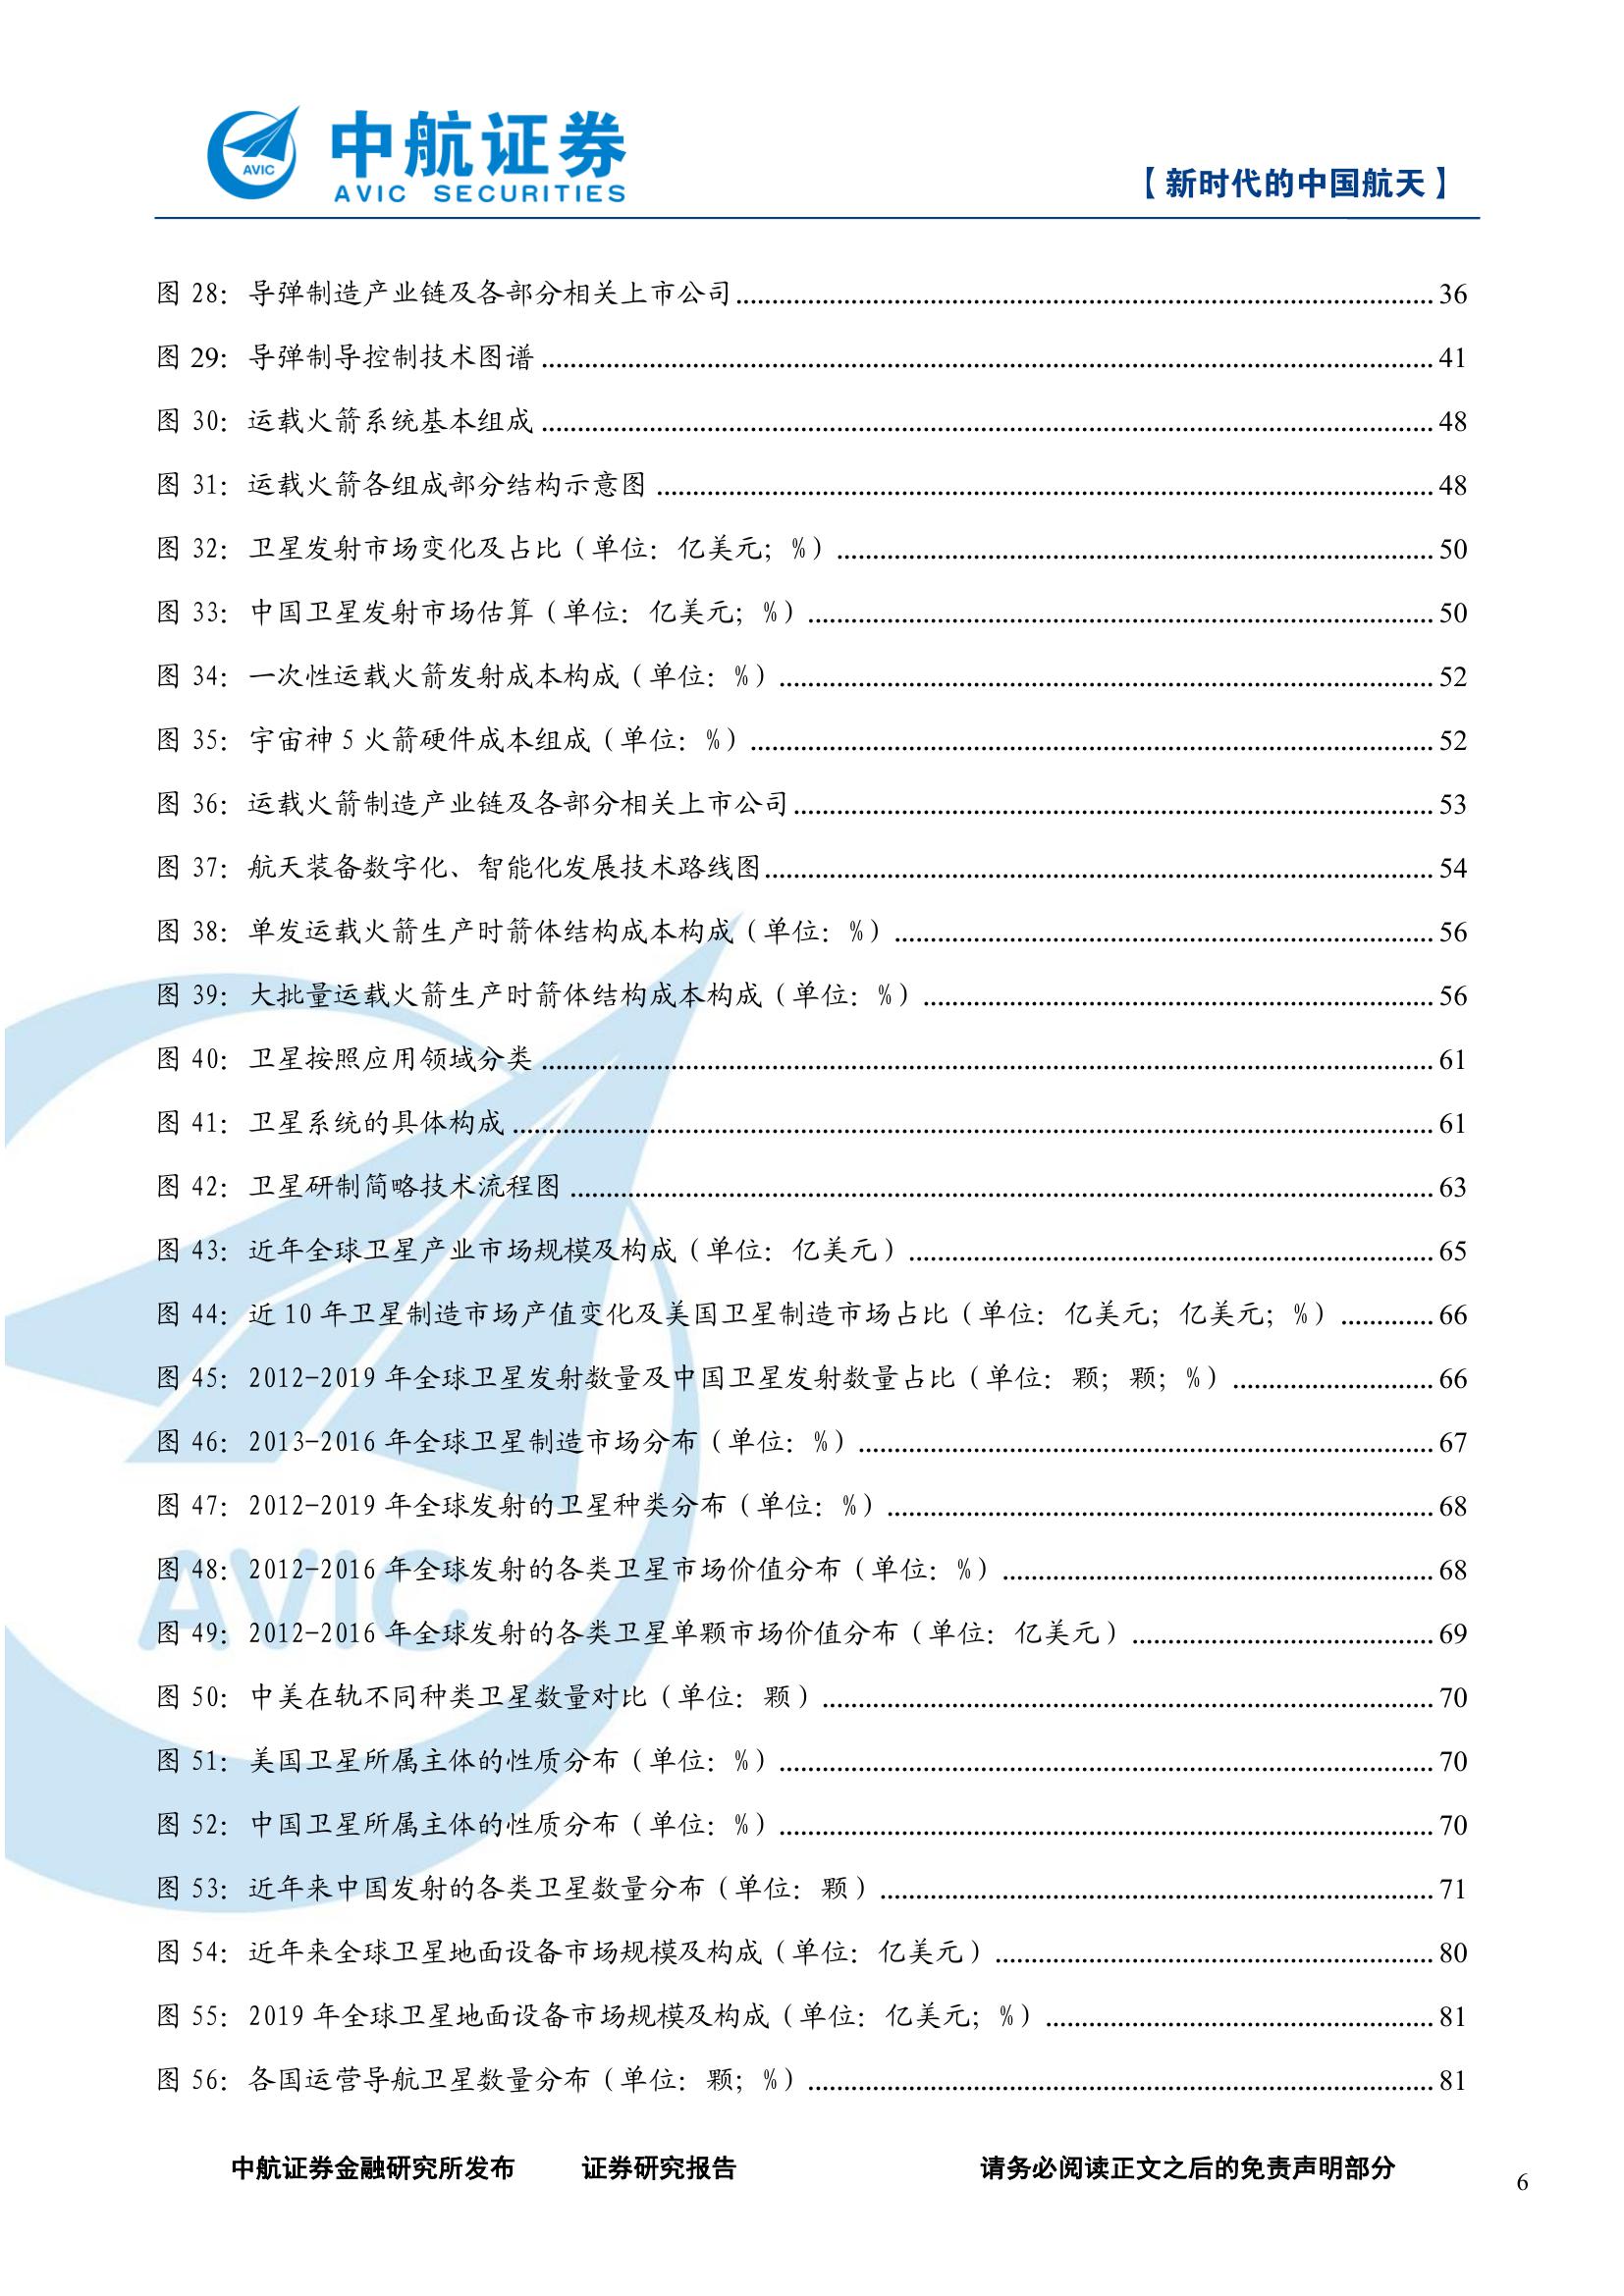 中航证券
AVIC SECURITIES
AVIC
【新时代的中国航天】
图 28：导弹制造产业链及各部分相关上市公司 36
图 29：导弹制导控制技术图谱 41
图 30：运载火箭系统基本组成 48
图 31：运载火箭各组成部分结构示意图 48
图 32：卫星发射市场变化及占比（单位：亿美元；%） 50
图 33：中国卫星发射市场估算（单位：亿美元；%） 50
图 34：一次性运载火箭发射成本构成（单位：%） 52
图 35：宇宙神 5 火箭硬件成本组成（单位：%） 52
图 36：运载火箭制造产业链及各部分相关上市公司 53
图 37：航天装备数字化、智能化发展技术路线图 54
图 38：单发运载火箭生产时箭体结构成本构成（单位：%） 56
图 39：大批量运载火箭生产时箭体结构成本构成（单位：%） 56
图 40：卫星按照应用领域分类 61
图 41：卫星系统的具体构成 61
图 42：卫星研制简略技术流程图 63
图 43：近年全球卫星产业市场规模及构成（单位：亿美元） 65
图 44：近 10 年卫星制造市场产值变化及美国卫星制造市场占比（单位：亿美元；亿美元；%） 66
图 45：2012-2019 年全球卫星发射数量及中国卫星发射数量占比（单位：颗；颗；%） 66
图 46：2013-2016 年全球卫星制造市场分布（单位：%） 67
图 47：2012-2019 年全球发射的卫星种类分布（单位：%） 68
图 48：2012-2016 年全球发射的各类卫星市场价值分布（单位：%） 68
图 49：2012-2016 年全球发射的各类卫星单颗市场价值分布（单位：亿美元） 69
图 50：中美在轨不同种类卫星数量对比（单位：颗） 70
图 51：美国卫星所属主体的性质分布（单位：%） 70
图 52：中国卫星所属主体的性质分布（单位：%） 70
图 53：近年来中国发射的各类卫星数量分布（单位：颗） 71
图 54：近年来全球卫星地面设备市场规模及构成（单位：亿美元） 80
图 55：2019 年全球卫星地面设备市场规模及构成（单位：亿美元；%） 81
图 56：各国运营导航卫星数量分布（单位：颗；%） 81
AVIC
中航证券金融研究所发布 证券研究报告 请务必阅读正文之后的免责声明部分
6